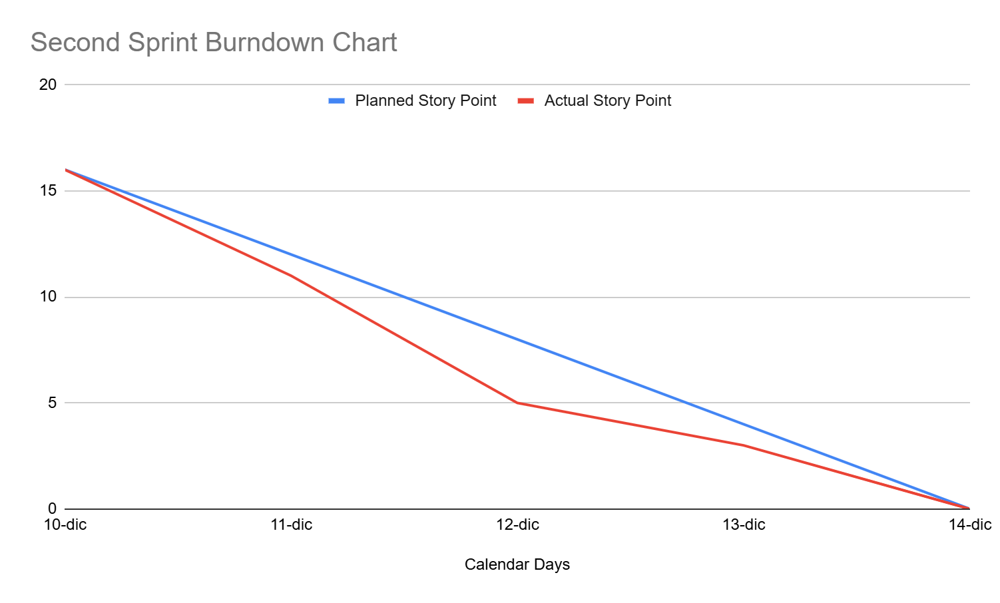 Second Sprint Burndown Chart
20
Planned Story Point Actual Story Point
15
10
5
0
10-dic 11-dic 12-dic 13-dic 14-dic
Calendar Days